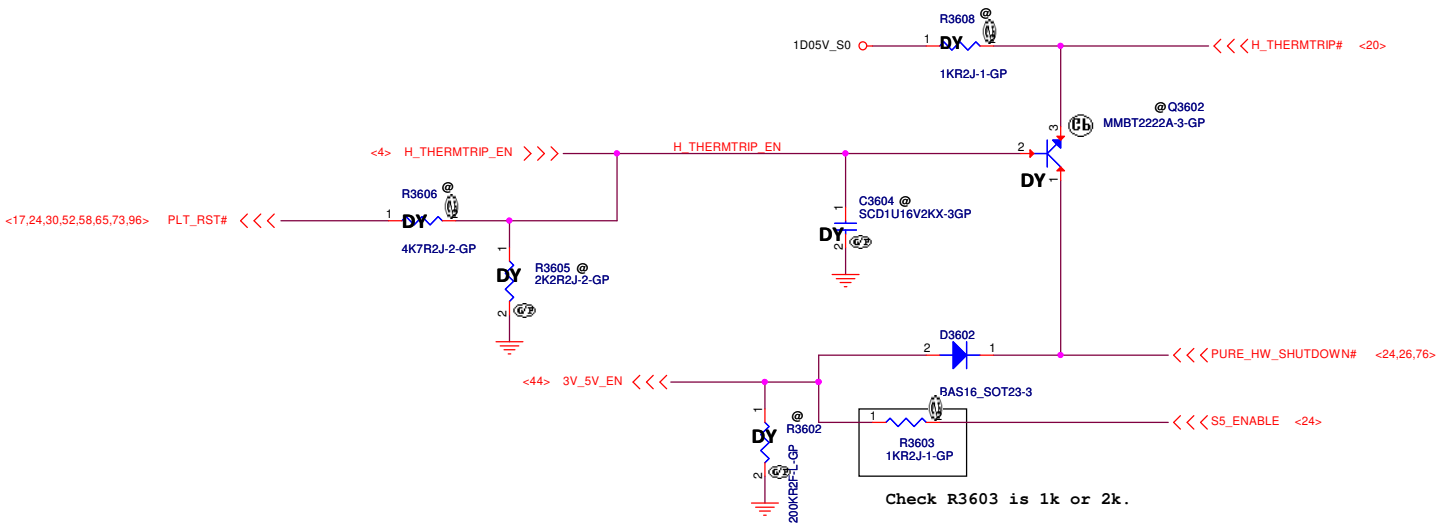 R3608 @
1D05V_S0
1
DY
2
1KR2J-1-GP
H_THERMTRIP# <20>
@ Q3602
MMBT2222A-3-GP
3
2
1
DY
<4> H_THERMTRIP_EN
H_THERMTRIP_EN
R3606 @
<17,24,30,52,58,65,73,96> PLT_RST#
1
DY
2
4K7R2J-2-GP
C3604 @
SCD1U16V2KX-3GP
1
DY
2
1
R3605 @
DY
2K2R2J-2-GP
2
D3602
2
1
PURE_HW_SHUTDOWN# <24,26,76>
BAS16_SOT23-3
<44> 3V_5V_EN
1
@
R3602
DY
2
200KR2F-L-GP
1
2
R3603
1KR2J-1-GP
S5_ENABLE <24>
Check R3603 is 1k or 2k.